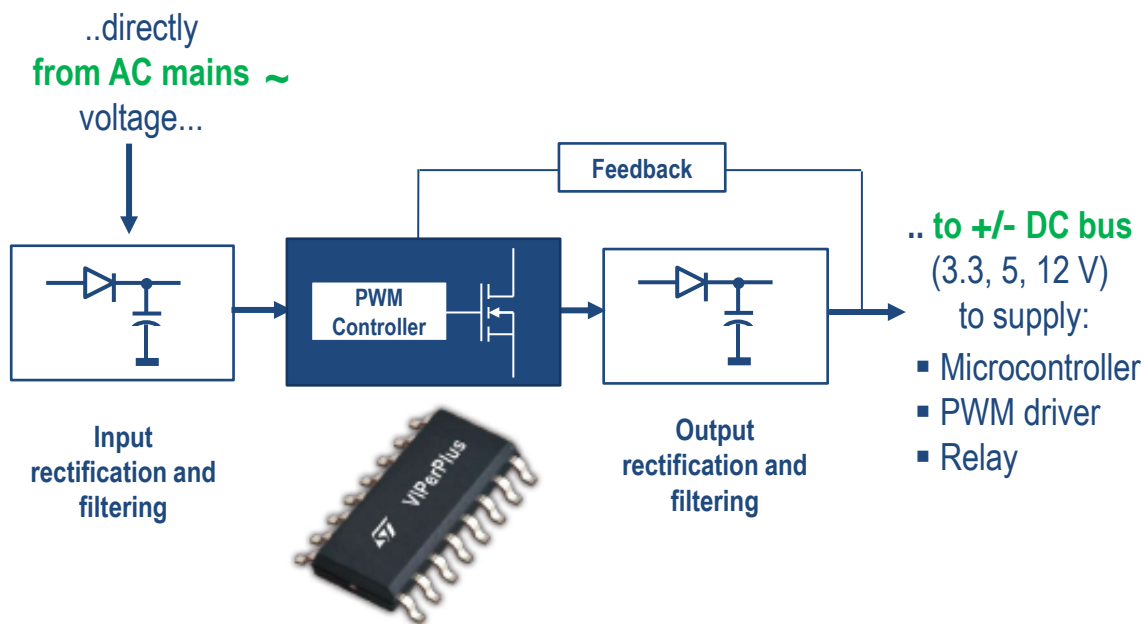 ..directly
from AC mains ~
voltage...
Feedback
.. to +/- DC bus
(3.3, 5, 12 V)
to supply:
▪ Microcontroller
▪ PWM driver
▪ Relay
PWM
Controller
Input
rectification and
filtering
Output
rectification and
filtering
ST
VIPerPlus